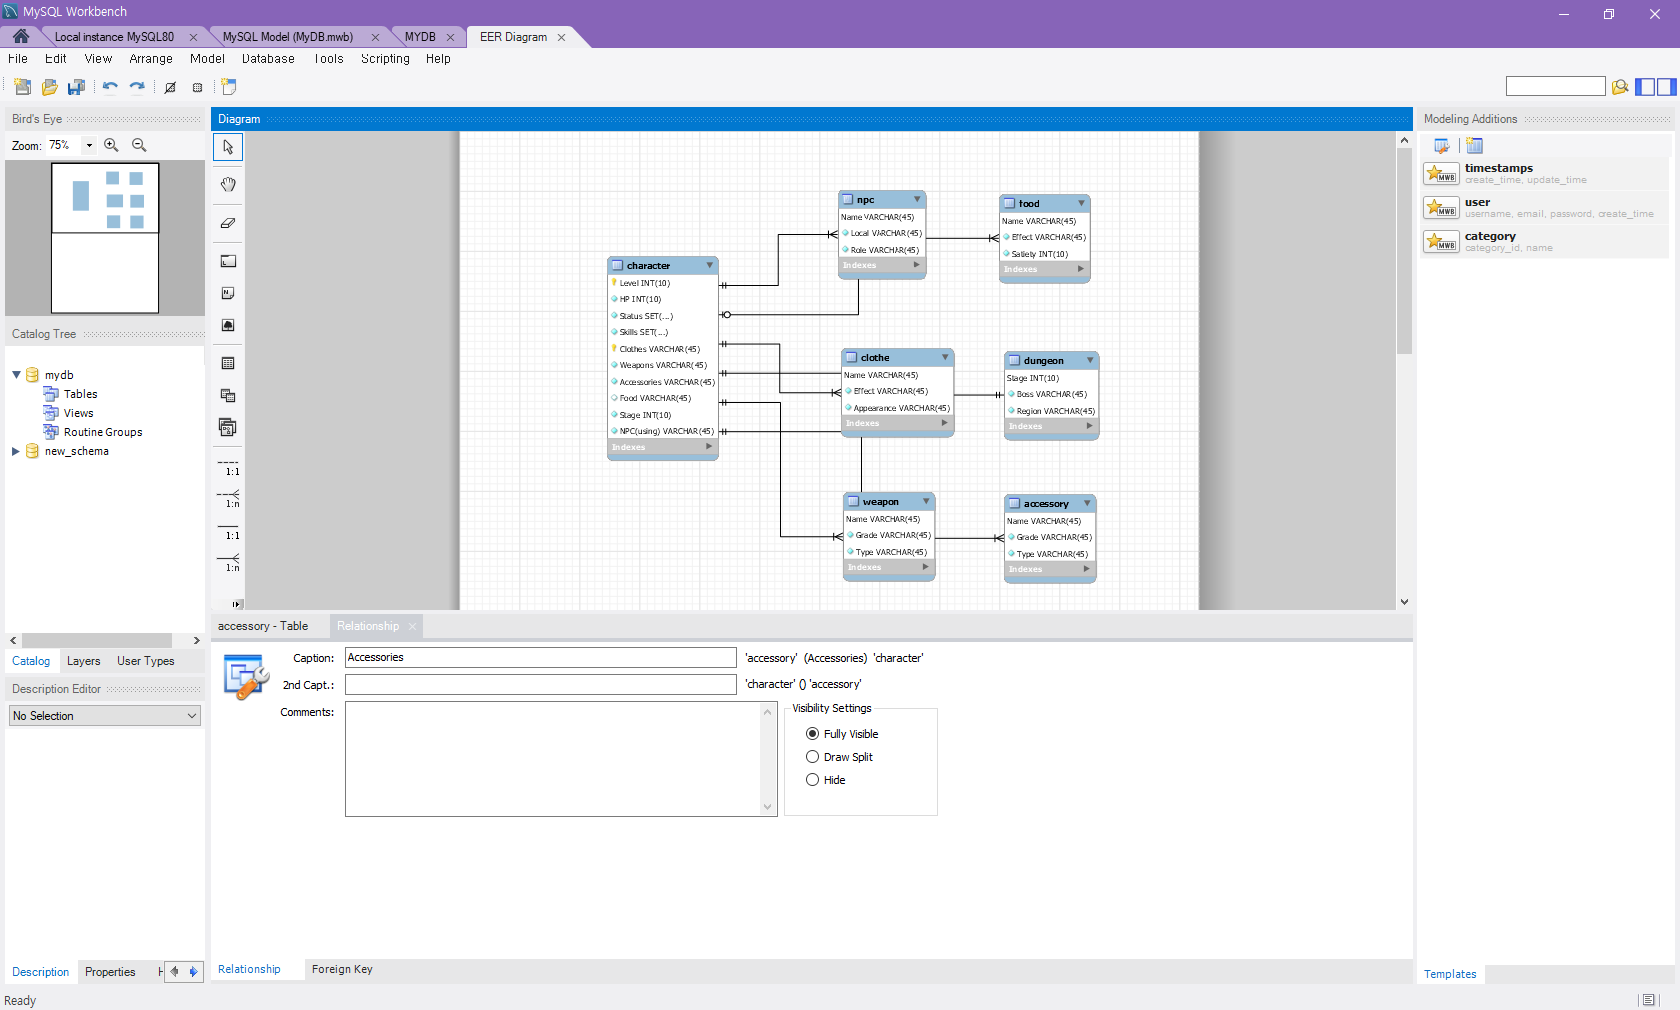 MySQL Workbench
Local instance MySQL80
MySQL Model (MyDB.mwb)
MYDB
EER Diagram
File Edit View Arrange Model Database Tools Scripting Help
Bird's Eye
Zoom: 75%
Catalog Tree
mydb
Tables
Views
Routine Groups
new_schema
Catalog Layers User Types
Description Editor
No Selection
Description Properties H
Diagram
1:1
1:n
1:1
1:n
character
Level INT(10)
HP INT(10)
Status SET(...)
Skills SET(...)
Clothes VARCHAR(45)
Weapons VARCHAR(45)
Accessories VARCHAR(45)
Food VARCHAR(45)
Stage INT(10)
NPC(using) VARCHAR(45)
Indexes
npc
Name VARCHAR(45)
Local VARCHAR(45)
Role VARCHAR(45)
Indexes
food
Name VARCHAR(45)
Effect VARCHAR(45)
Satiety INT(10)
Indexes
clothe
Name VARCHAR(45)
Effect VARCHAR(45)
Appearance VARCHAR(45)
Indexes
dungeon
Stage INT(10)
Boss VARCHAR(45)
Region VARCHAR(45)
Indexes
weapon
Name VARCHAR(45)
Grade VARCHAR(45)
Type VARCHAR(45)
Indexes
accessory
Name VARCHAR(45)
Grade VARCHAR(45)
Type VARCHAR(45)
Indexes
accessory - Table
Relationship
Caption: Accessories
'accessory' (Accessories) 'character'
2nd Capt.:
'character' () 'accessory'
Comments:
Visibility Settings
Fully Visible
Draw Split
Hide
Relationship Foreign Key
Modeling Additions
MWB
timestamps
create_time, update_time
MWB
user
username, email, password, create_time
MWB
category
category_id, name
Templates
Ready